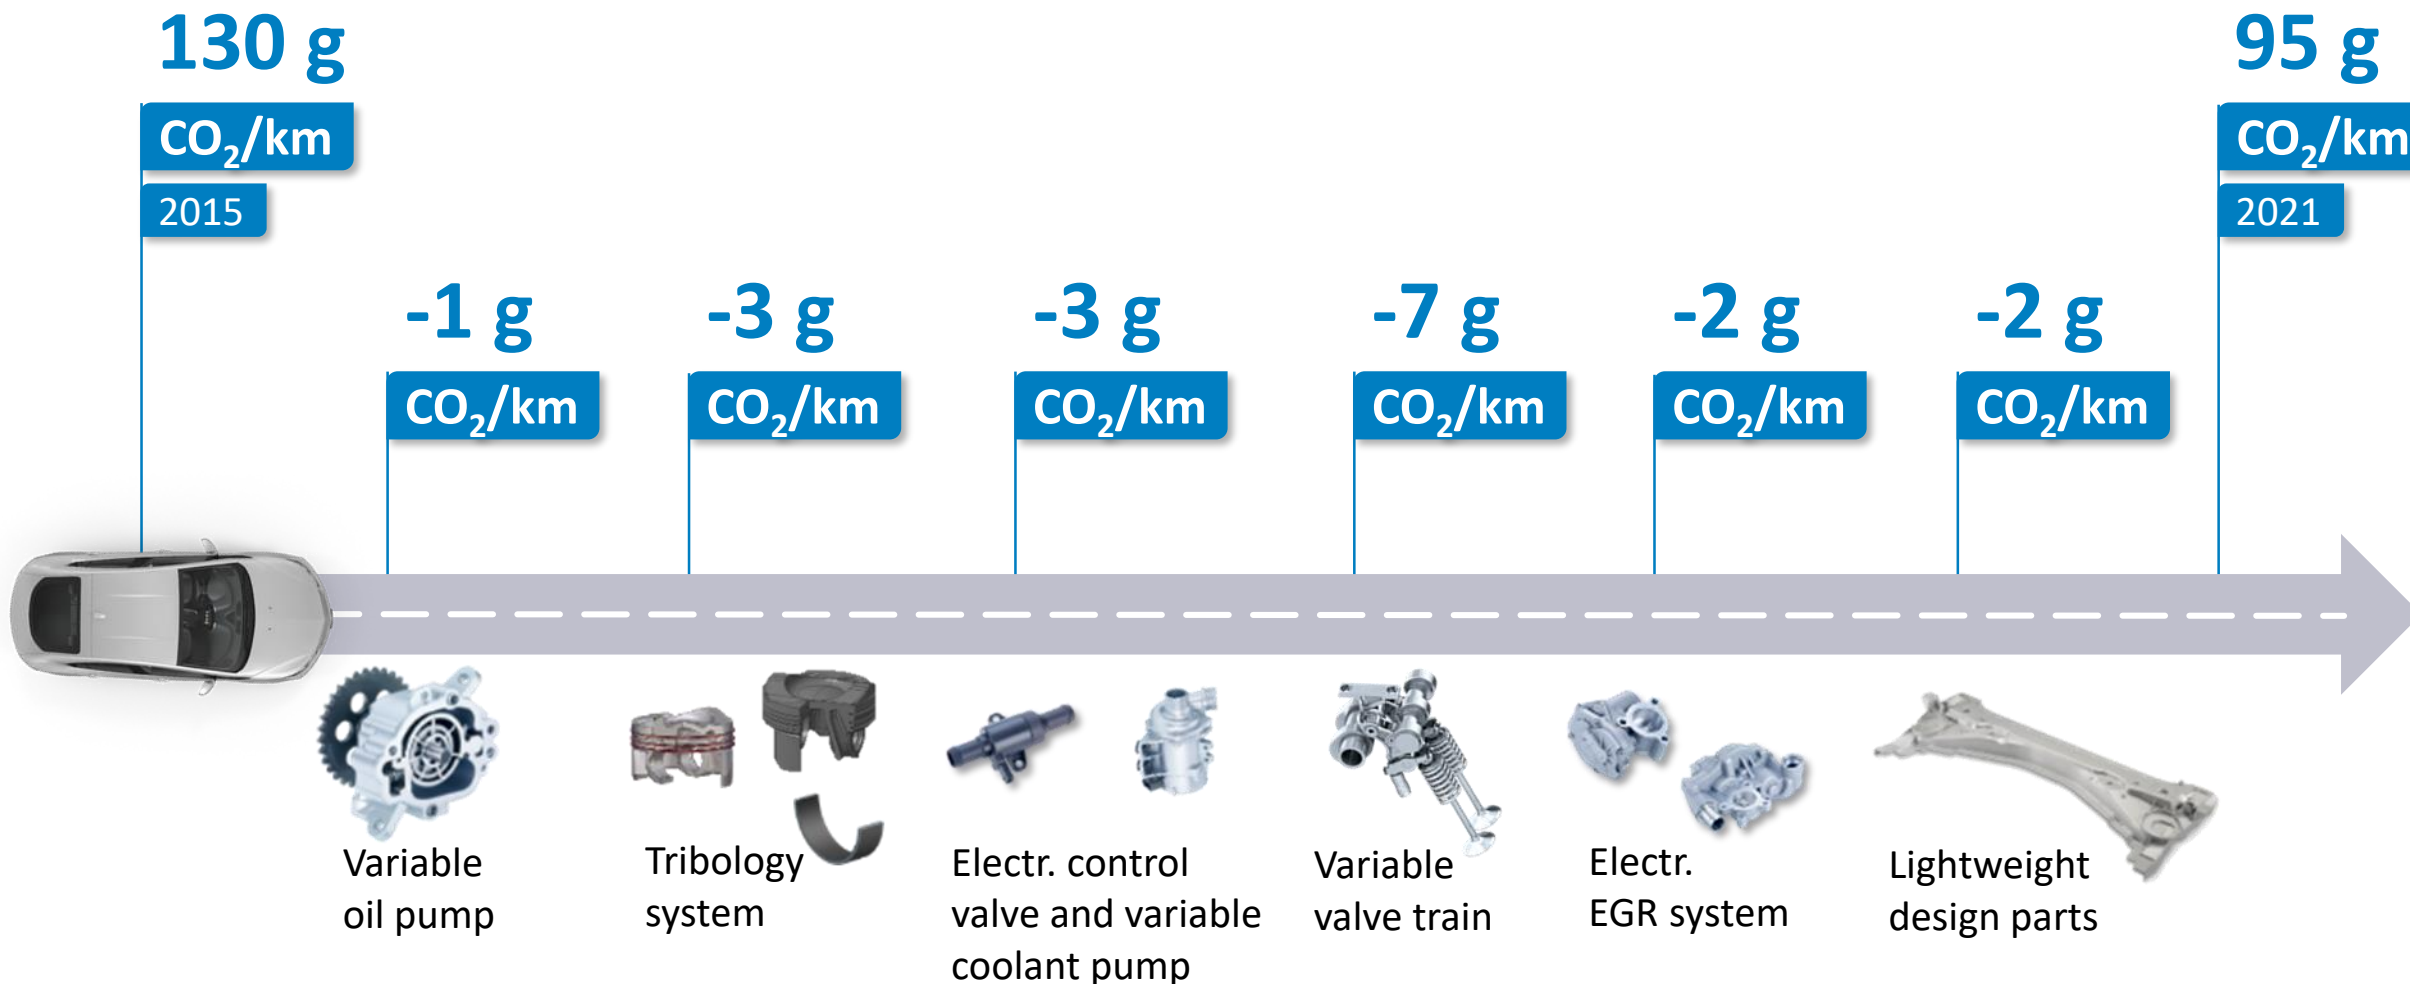 130 g
CO₂/km
2015
95 g
CO₂/km
2021
-1 g
CO₂/km
-3 g
CO₂/km
-3 g
CO₂/km
-7 g
CO₂/km
-2 g
CO₂/km
-2 g
CO₂/km
Variable
oil pump
Tribology
system
Electr. control
valve and variable
coolant pump
Variable
valve train
Electr.
EGR system
Lightweight
design parts